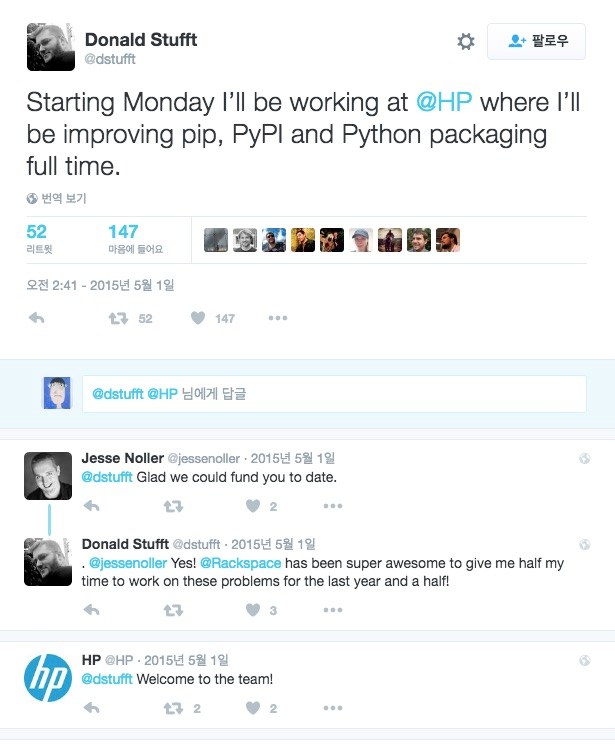 Donald Stufft
@dstufft
팔로우
Starting Monday I'll be working at @HP where I'll
be improving pip, PyPI and Python packaging
full time.
번역 보기
52
리트윗
147
마음에 들어요
오전 2:41 - 2015년 5월 1일
52
147
@dstufft @HP 님에게 답글
Jesse Noller @jessenoller · 2015년 5월 1일
@dstufft Glad we could fund you to date.
2
Donald Stufft @dstufft · 2015년 5월 1일
. @jessenoller Yes! @Rackspace has been super awesome to give me half my
time to work on these problems for the last year and a half!
3
hp
HP @HP · 2015년 5월 1일
@dstufft Welcome to the team!
2
2